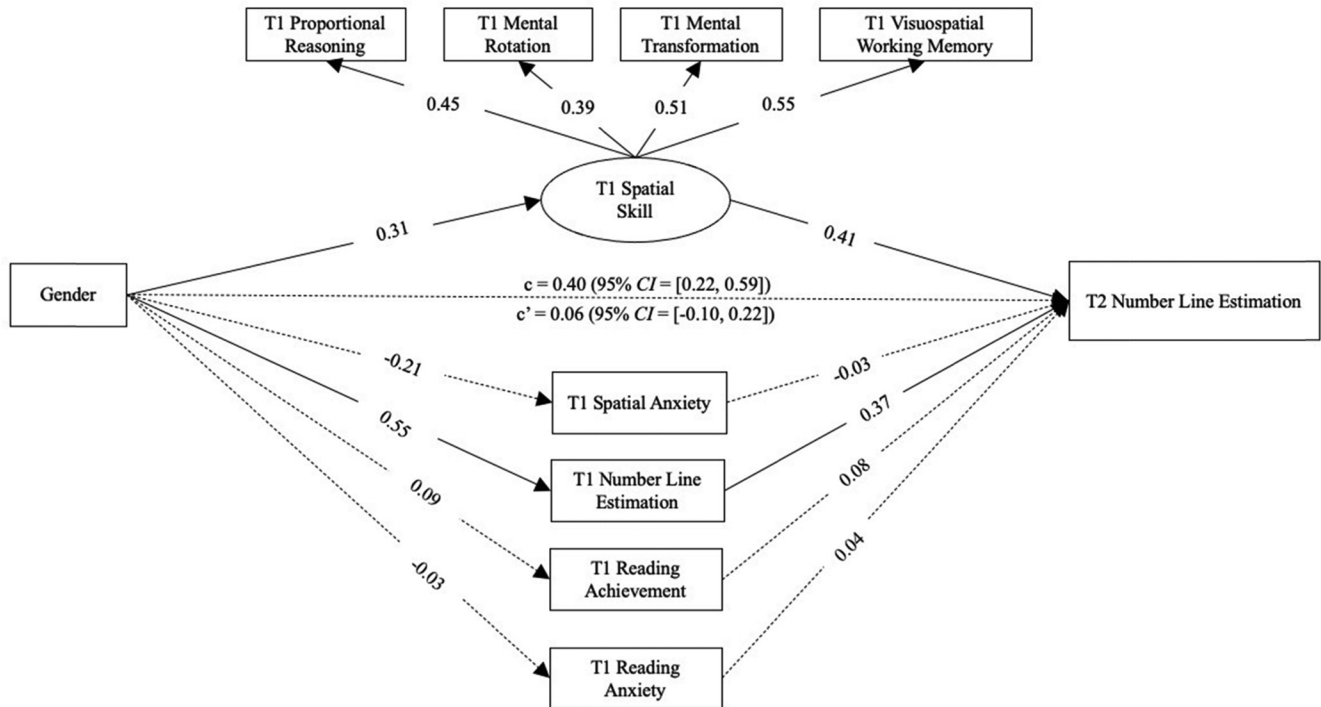 T1 Proportional
Reasoning
T1 Mental
Rotation
T1 Mental
Transformation
T1 Visuospatial
Working Memory
0.45
0.39
0.51
0.55
T1 Spatial
Skill
0.31
0.41
Gender
c = 0.40 (95% CI = [0.22, 0.59])
c’ = 0.06 (95% CI = [-0.10, 0.22])
T2 Number Line Estimation
-0.21
-0.03
T1 Spatial Anxiety
0.55
0.37
T1 Number Line
Estimation
0.09
0.08
T1 Reading
Achievement
-0.03
0.04
T1 Reading
Anxiety